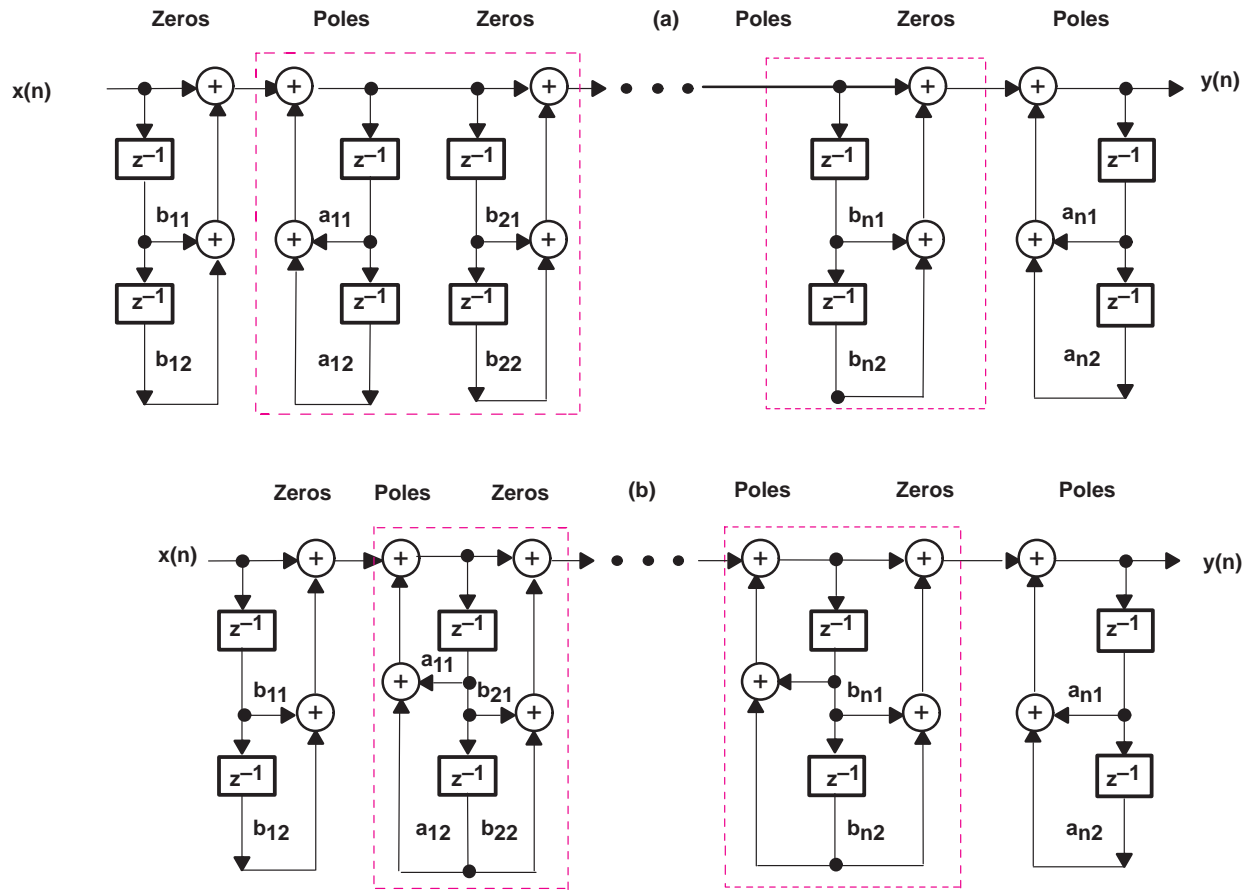 Zeros Poles Zeros (a) Poles Zeros Poles
x(n) + + + • • • + + y(n)
z–1 z–1 z–1 z–1 z–1
b11 a11 b21 bn1 an1
+ + + + +
z–1 z–1 z–1 z–1 z–1
b12 a12 b22 bn2 an2
Zeros Poles Zeros (b) Poles Zeros Poles
x(n) + + + • • • + + + y(n)
z–1 z–1 z–1 z–1
a11
+ +
b11 b21 bn1 an1
+ + + +
z–1 z–1 z–1 z–1
b12 a12 b22 bn2 an2